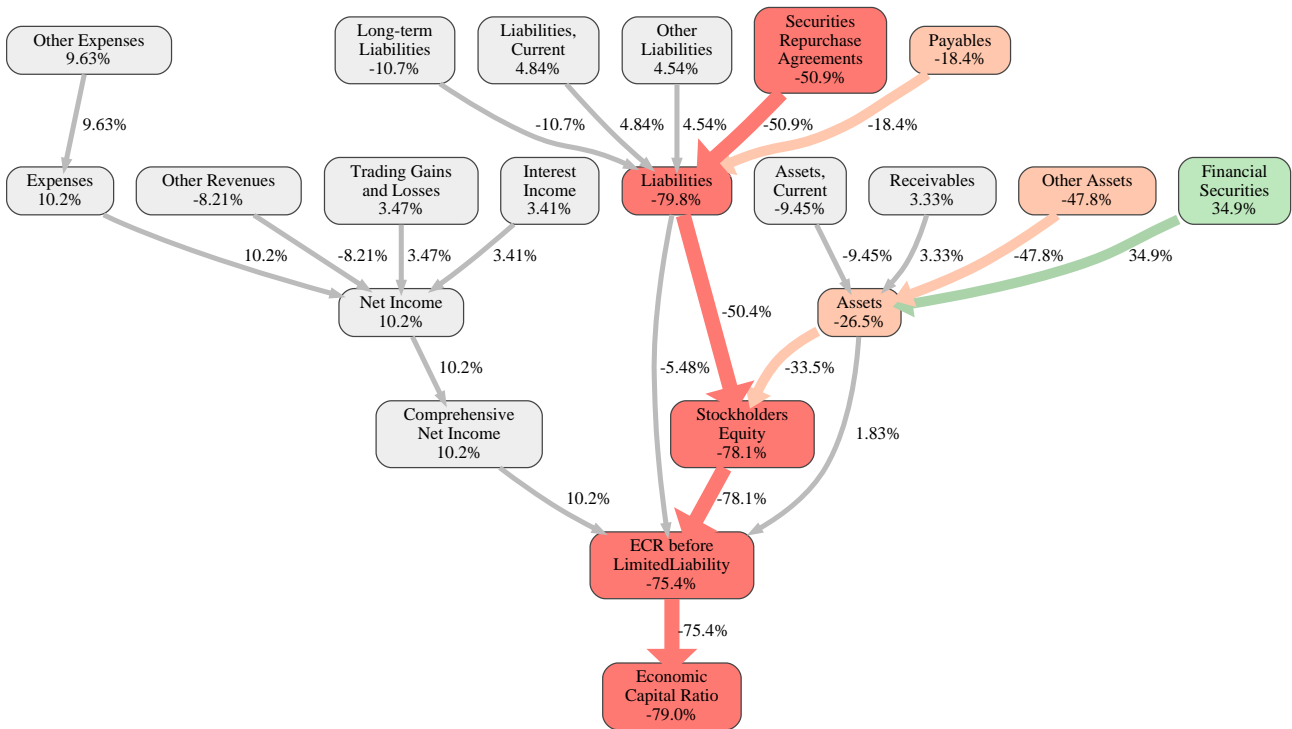 Other Expenses
9.63%
Long-term
Liabilities
-10.7%
Liabilities,
Current
4.84%
Other
Liabilities
4.54%
Securities
Repurchase
Agreements
-50.9%
Payables
-18.4%
9.63%
-10.7%
4.84%
4.54%
-50.9%
-18.4%
Expenses
10.2%
Other Revenues
-8.21%
Trading Gains
and Losses
3.47%
Interest
Income
3.41%
Liabilities
-79.8%
Assets,
Current
-9.45%
Receivables
3.33%
Other Assets
-47.8%
Financial
Securities
34.9%
10.2%
-8.21%
3.47%
3.41%
-9.45%
3.33%
-47.8%
34.9%
Net Income
10.2%
Assets
-26.5%
-50.4%
10.2%
-5.48%
-33.5%
Comprehensive
Net Income
10.2%
Stockholders
Equity
-78.1%
1.83%
10.2%
-78.1%
ECR before
LimitedLiability
-75.4%
-75.4%
Economic
Capital Ratio
-79.0%